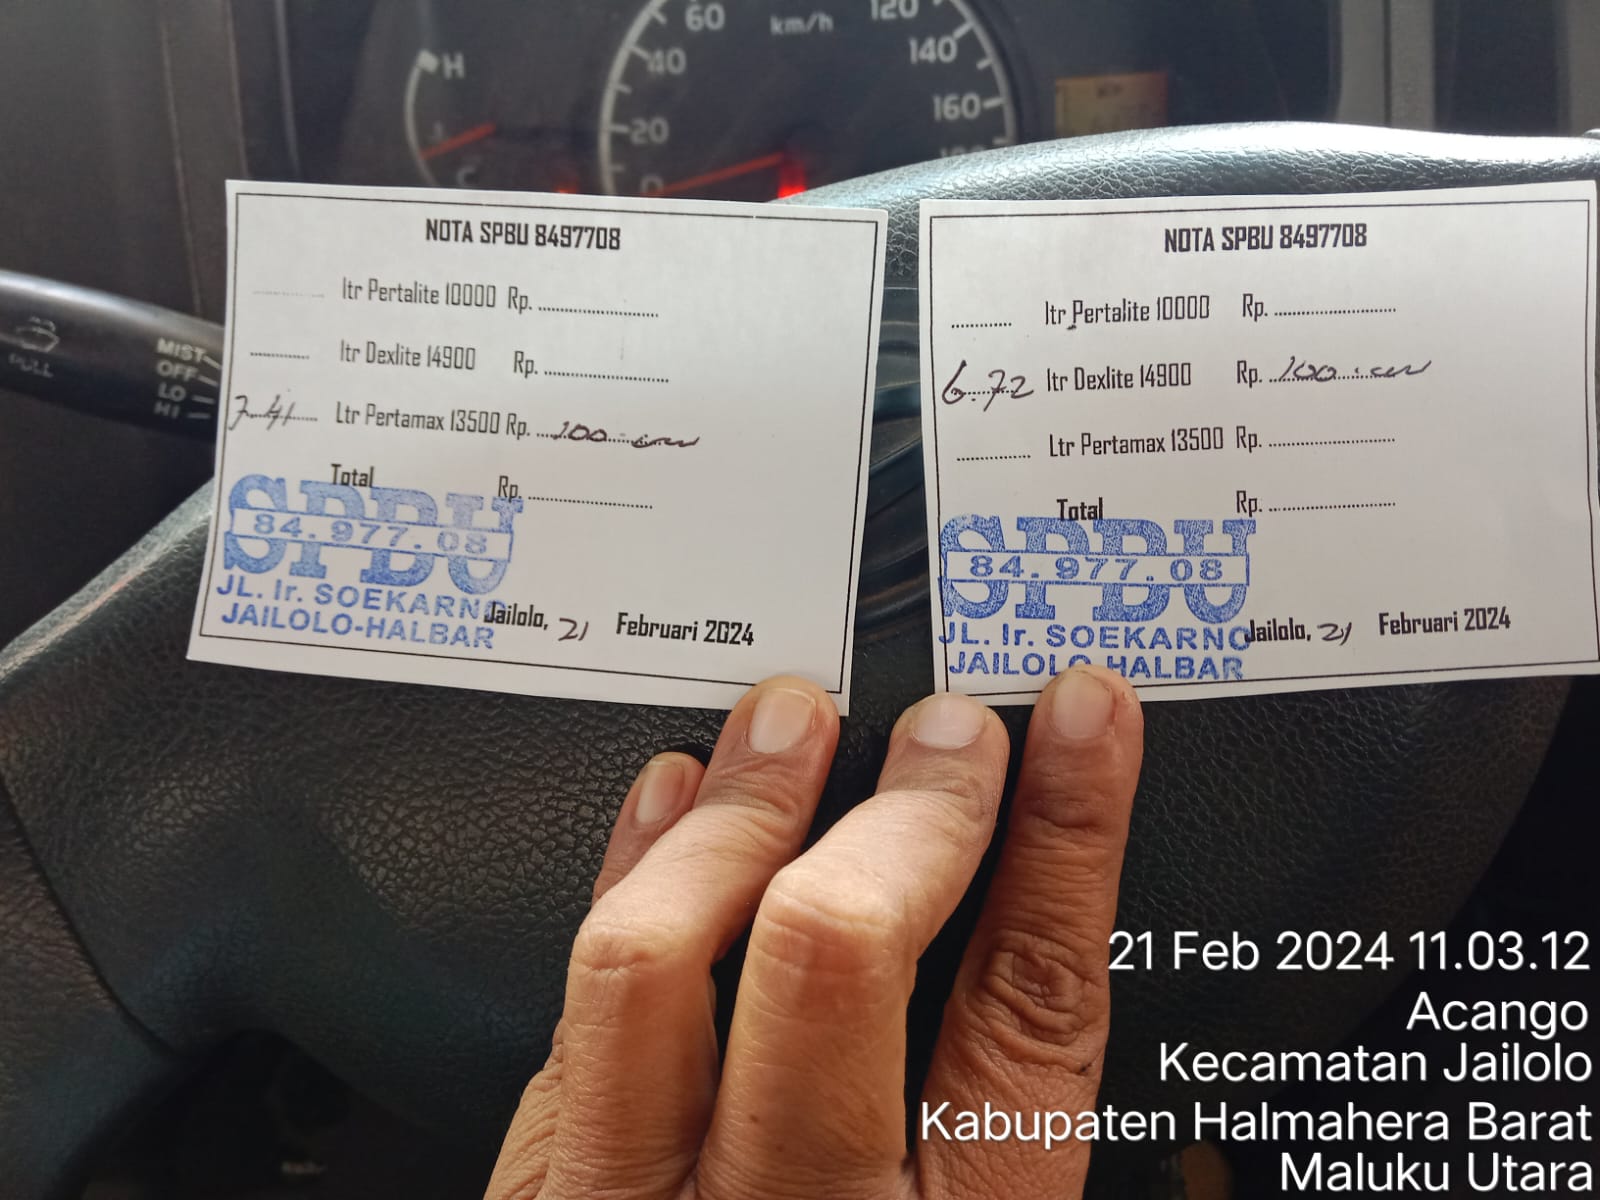 60
km/h
120
40
140
H
160
20
C
0
PULL
MIST
OFF
LO
HI
NOTA SPBU 8497708
............ ltr Pertalite 10000 Rp. ............................
............ ltr Dexlite 14900 Rp. ............................
7.41 Ltr Pertamax 13500 Rp. 100.000
Total Rp. ............................
SPBU
84.977.08
JL. Ir. SOEKARNO
JAILOLO-HALBAR
Jailolo, 21 Februari 2024
NOTA SPBU 8497708
............ ltr Pertalite 10000 Rp. ............................
6.72 ltr Dexlite 14900 Rp. 100.000
............ Ltr Pertamax 13500 Rp. ............................
Total Rp. ............................
SPBU
84.977.08
JL. Ir. SOEKARNO
JAILOLO-HALBAR
Jailolo, 21 Februari 2024
21 Feb 2024 11.03.12
Acango
Kecamatan Jailolo
Kabupaten Halmahera Barat
Maluku Utara